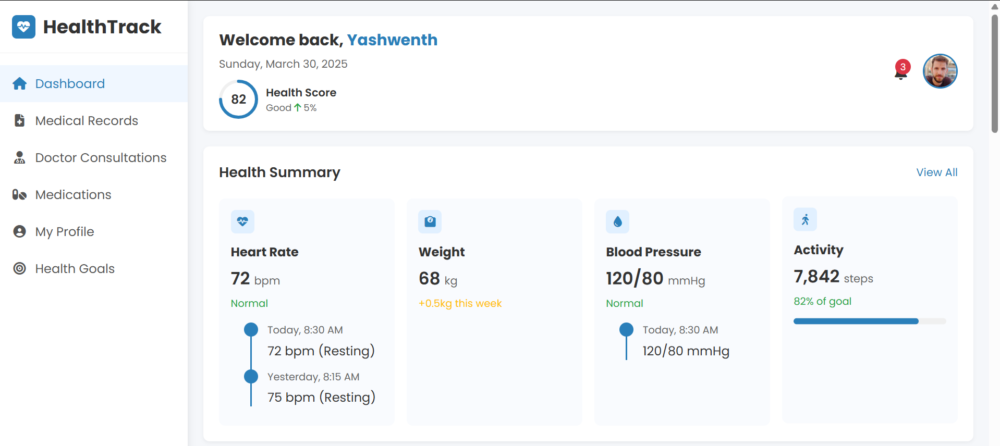 HealthTrack
Dashboard
Medical Records
Doctor Consultations
Medications
My Profile
Health Goals
Welcome back, Yashwenth
Sunday, March 30, 2025
82
Health Score
Good 5%
3
Health Summary
View All
Heart Rate
72 bpm
Normal
Today, 8:30 AM
72 bpm (Resting)
Yesterday, 8:15 AM
75 bpm (Resting)
Weight
68 kg
+0.5kg this week
Blood Pressure
120/80 mmHg
Normal
Today, 8:30 AM
120/80 mmHg
Activity
7,842 steps
82% of goal